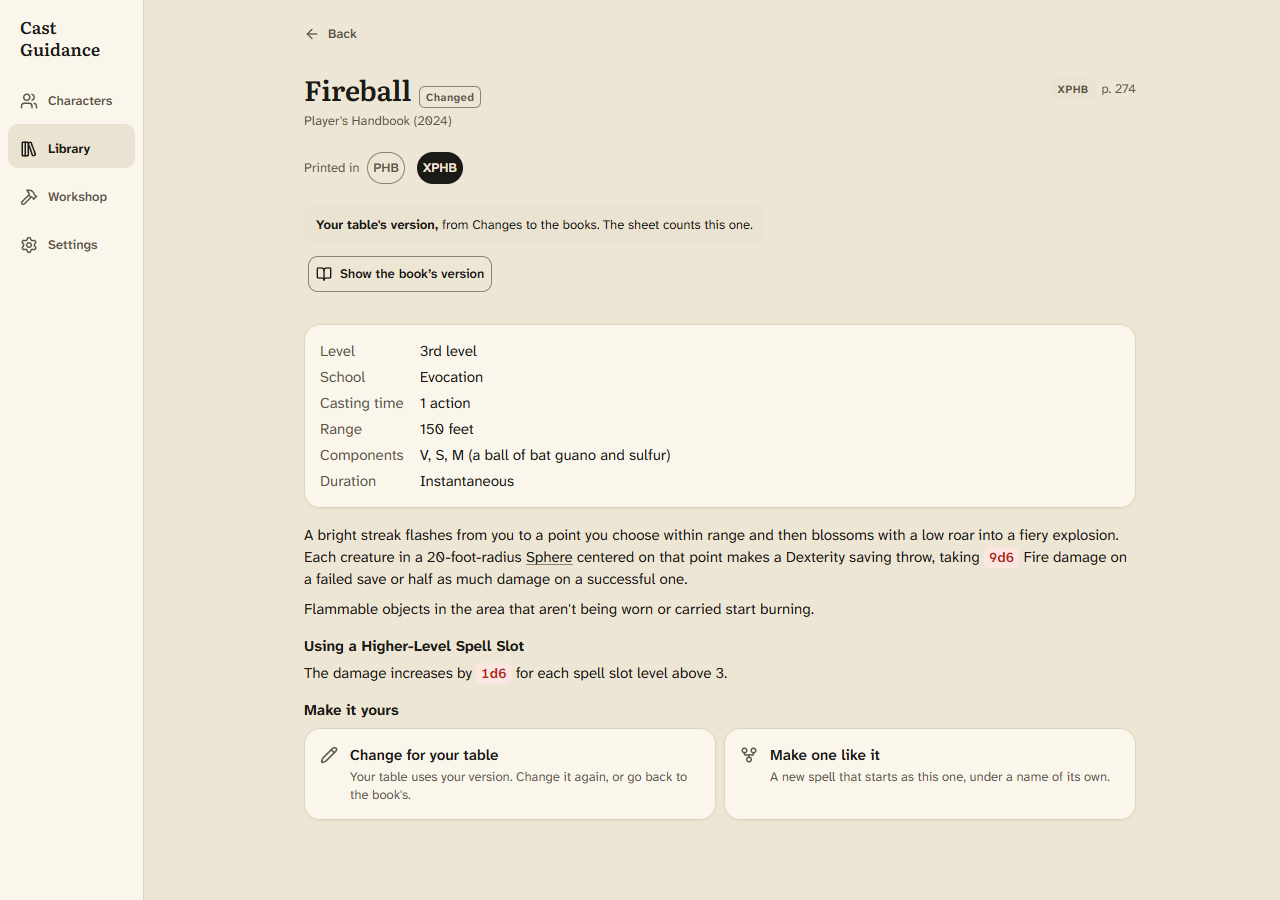 Cast
Guidance
Characters
Library
Workshop
Settings
Back
Fireball Changed
XPHB p. 274
Player's Handbook (2024)
Printed in PHB XPHB
Your table's version, from Changes to the books. The sheet counts this one.
Show the book's version
Level 3rd level
School Evocation
Casting time 1 action
Range 150 feet
Components V, S, M (a ball of bat guano and sulfur)
Duration Instantaneous
A bright streak flashes from you to a point you choose within range and then blossoms with a low roar into a fiery explosion.
Each creature in a 20-foot-radius Sphere centered on that point makes a Dexterity saving throw, taking 9d6 Fire damage on
a failed save or half as much damage on a successful one.
Flammable objects in the area that aren't being worn or carried start burning.
Using a Higher-Level Spell Slot
The damage increases by 1d6 for each spell slot level above 3.
Make it yours
Change for your table
Your table uses your version. Change it again, or go back to
the book's.
Make one like it
A new spell that starts as this one, under a name of its own.